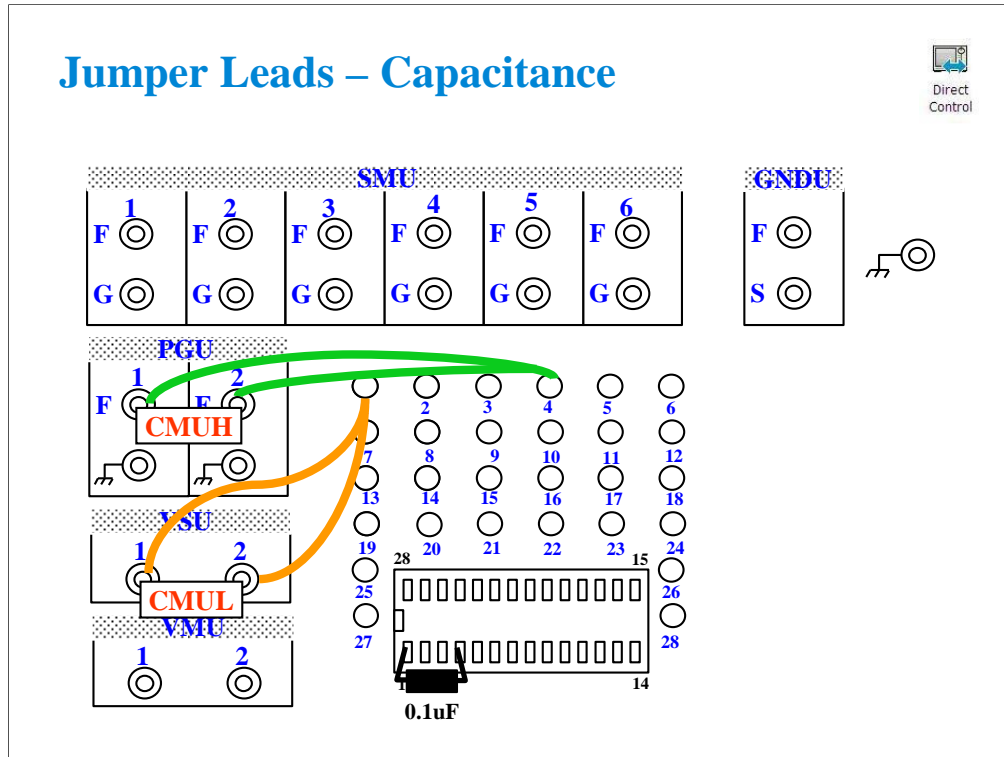 Jumper Leads – Capacitance
Direct
Control
SMU
GNDU
1 2 3 4 5 6
F F F F F F F
G G G G G G S
PGU
1 2
F F
CMUH
2 3 4 5 6
7 8 9 10 11 12
13 14 15 16 17 18
VSU
1 2
19 20 21 22 23 24
28 15
25 26
CMUL
VMU
27 28
1 2
1 14
0.1uF